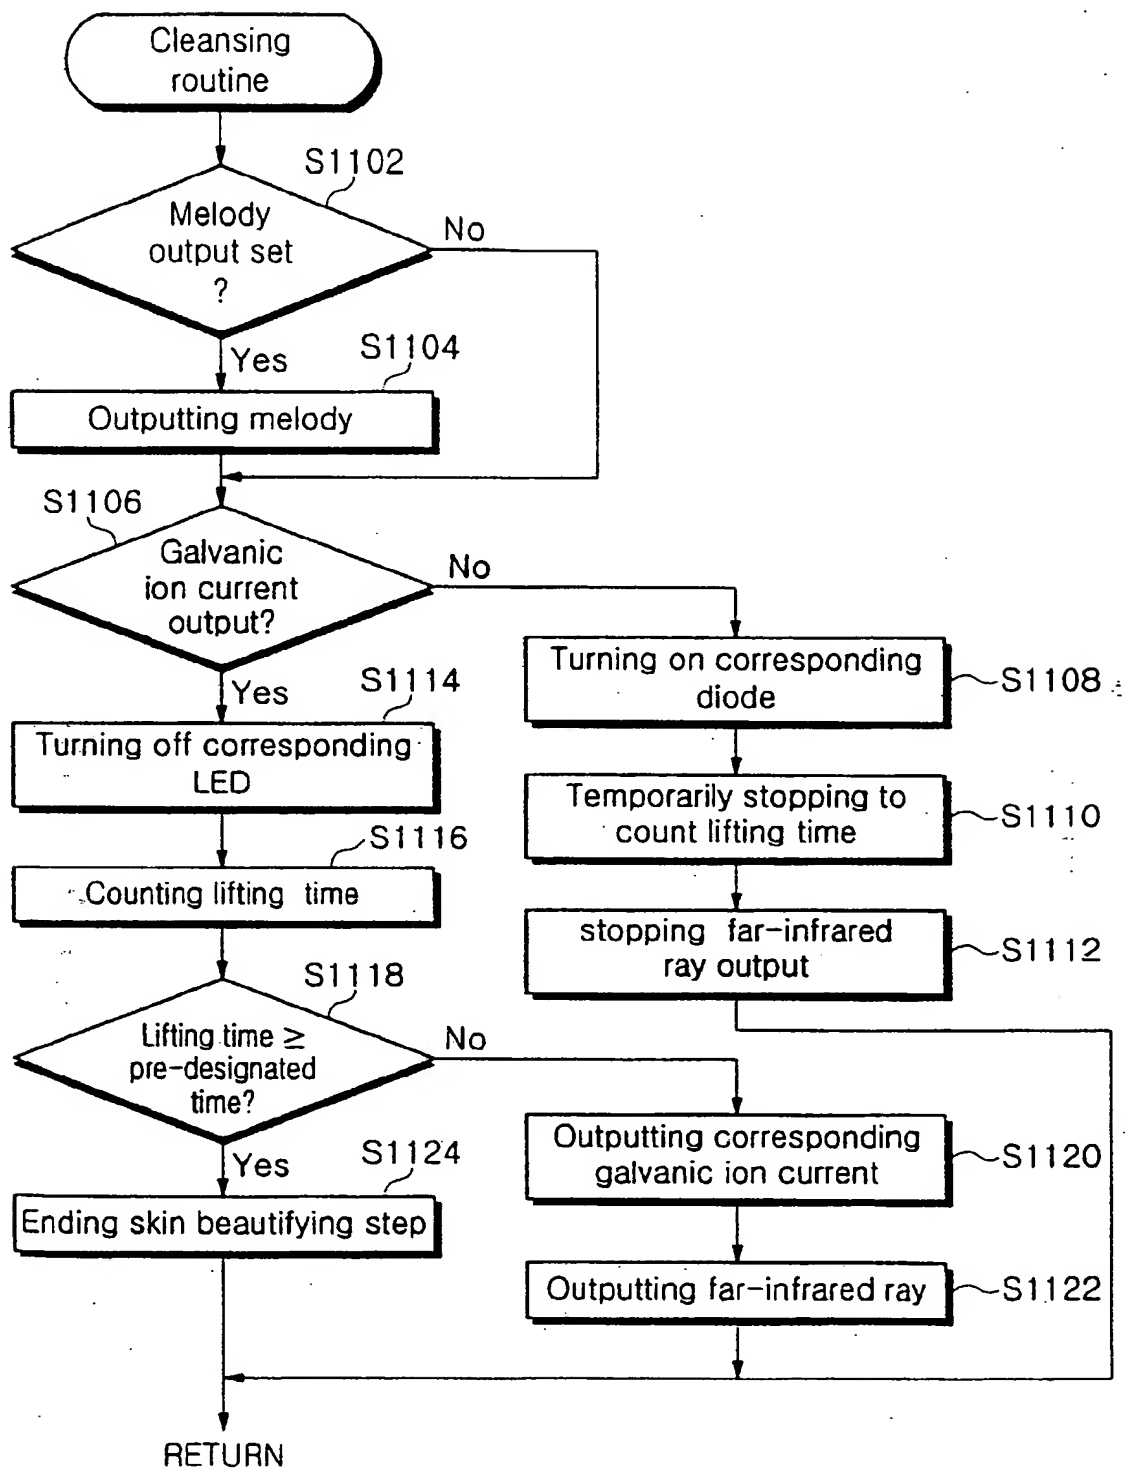 Cleansing
routine
S1102
Melody
output set
?
No
Yes
S1104
Outputting melody
S1106
Galvanic
ion current
output?
No
Yes
Turning on corresponding
diode
S1108
S1114
Turning off corresponding
LED
Temporarily stopping to
count lifting time
S1110
S1116
Counting lifting time
stopping far-infrared
ray output
S1112
S1118
Lifting time ≥
pre-designated
time?
No
Yes
Outputting corresponding
galvanic ion current
S1120
S1124
Ending skin beautifying step
Outputting far-infrared ray
S1122
RETURN